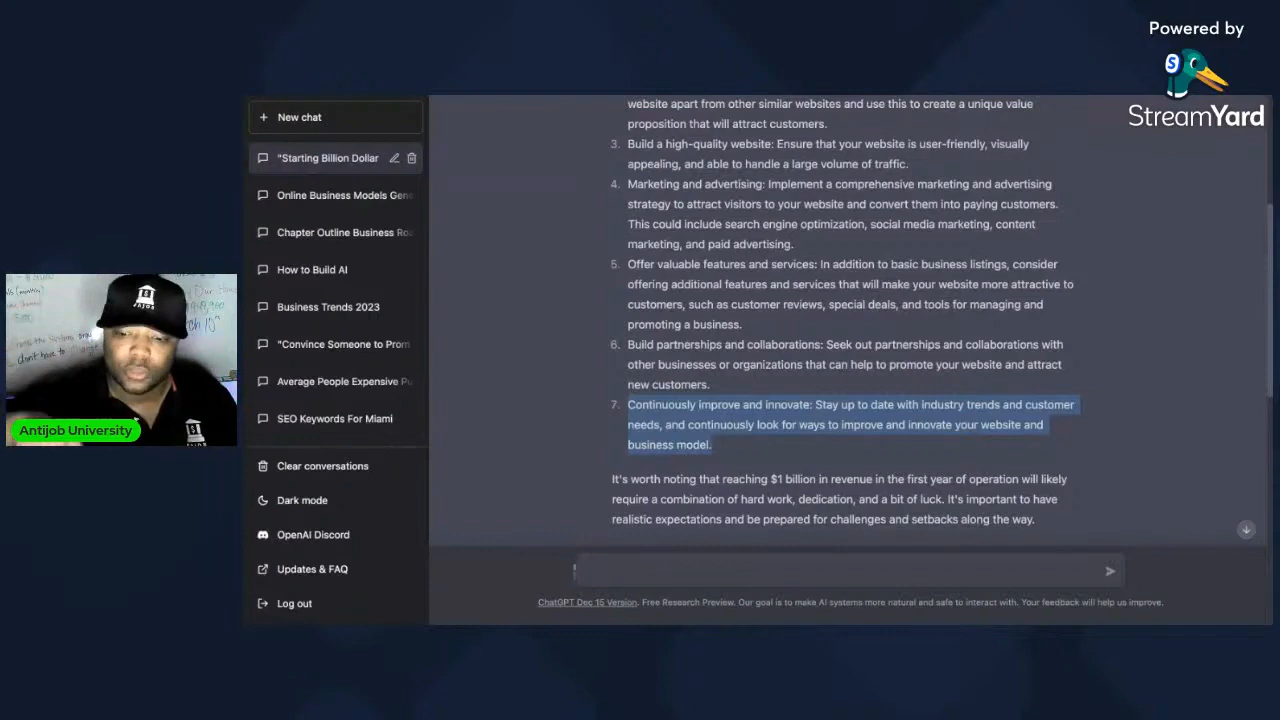 Powered by
StreamYard
New chat
"Starting Billion Dollar
Online Business Models Gene
Chapter Outline Business Ro
How to Build AI
Business Trends 2023
"Convince Someone to Prom
Average People Expensive Pu
SEO Keywords For Miami
Clear conversations
Dark mode
OpenAI Discord
Updates & FAQ
Log out
website apart from other similar websites and use this to create a unique value
proposition that will attract customers.
3. Build a high-quality website: Ensure that your website is user-friendly, visually
appealing, and able to handle a large volume of traffic.
4. Marketing and advertising: Implement a comprehensive marketing and advertising
strategy to attract visitors to your website and convert them into paying customers.
This could include search engine optimization, social media marketing, content
marketing, and paid advertising.
5. Offer valuable features and services: In addition to basic business listings, consider
offering additional features and services that will make your website more attractive to
customers, such as customer reviews, special deals, and tools for managing and
promoting a business.
6. Build partnerships and collaborations: Seek out partnerships and collaborations with
other businesses or organizations that can help to promote your website and attract
new customers.
7. Continuously improve and innovate: Stay up to date with industry trends and customer
needs, and continuously look for ways to improve and innovate your website and
business model.
It's worth noting that reaching $1 billion in revenue in the first year of operation will likely
require a combination of hard work, dedication, and a bit of luck. It's important to have
realistic expectations and be prepared for challenges and setbacks along the way.
ChatGPT Dec 15 Version. Free Research Preview. Our goal is to make AI systems more natural and safe to interact with. Your feedback will help us improve.
dont have to
Antijob University